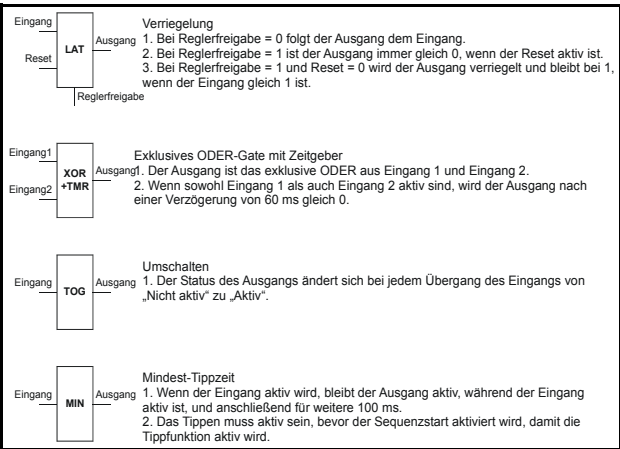 Eingang
Reset
LAT
Ausgang
Reglerfreigabe
Verriegelung
1. Bei Reglerfreigabe = 0 folgt der Ausgang dem Eingang.
2. Bei Reglerfreigabe = 1 ist der Ausgang immer gleich 0, wenn der Reset aktiv ist.
3. Bei Reglerfreigabe = 1 und Reset = 0 wird der Ausgang verriegelt und bleibt bei 1,
wenn der Eingang gleich 1 ist.
Eingang1
Eingang2
XOR
+TMR
Ausgang
Exklusives ODER-Gate mit Zeitgeber
1. Der Ausgang ist das exklusive ODER aus Eingang 1 und Eingang 2.
2. Wenn sowohl Eingang 1 als auch Eingang 2 aktiv sind, wird der Ausgang nach
einer Verzögerung von 60 ms gleich 0.
Eingang
TOG
Ausgang
Umschalten
1. Der Status des Ausgangs ändert sich bei jedem Übergang des Eingangs von
„Nicht aktiv“ zu „Aktiv“.
Eingang
MIN
Ausgang
Mindest-Tippzeit
1. Wenn der Eingang aktiv wird, bleibt der Ausgang aktiv, während der Eingang
aktiv ist, und anschließend für weitere 100 ms.
2. Das Tippen muss aktiv sein, bevor der Sequenzstart aktiviert wird, damit die
Tippfunktion aktiv wird.